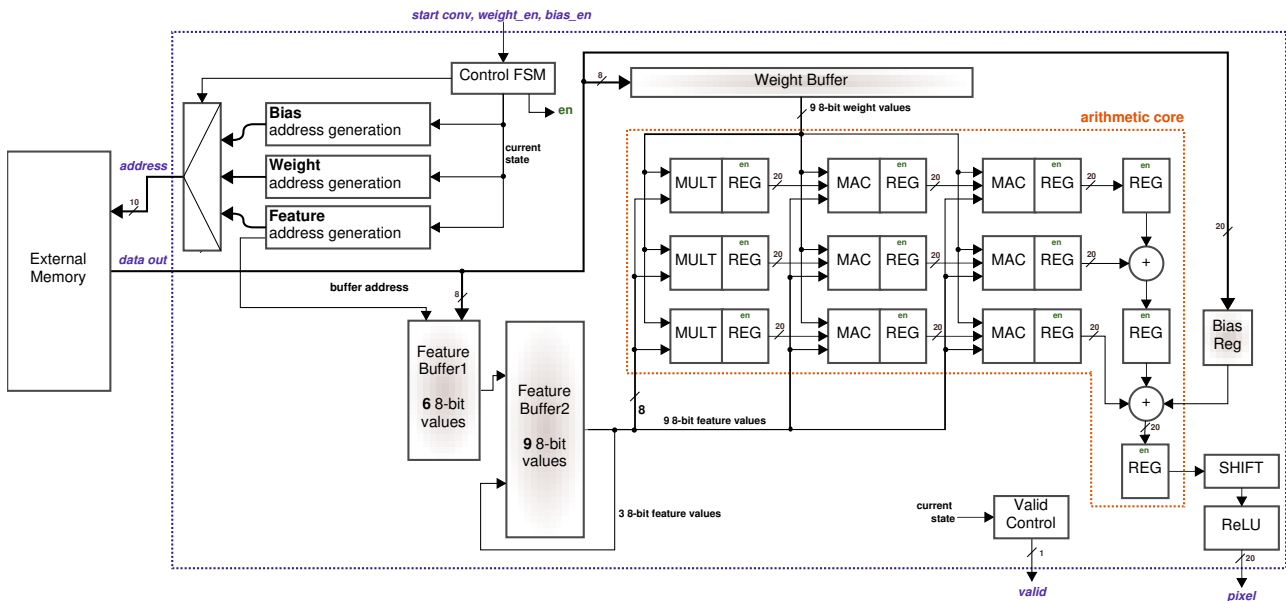 start conv, weight_en, bias_en
Control FSM
en
8
Weight Buffer
9 8-bit weight values
arithmetic core
Bias
address generation
current
state
Weight
address generation
Feature
address generation
address
10
External
Memory
data out
buffer address
8
en
MULT
REG
20
en
MAC
REG
20
en
MAC
REG
20
en
REG
en
MULT
REG
20
en
MAC
REG
20
en
MAC
REG
20
+
20
en
MULT
REG
20
en
MAC
REG
20
en
MAC
REG
20
en
REG
Bias
Reg
Feature
Buffer1
6 8-bit
values
Feature
Buffer2
9 8-bit
values
8
9 8-bit feature values
+
20
en
REG
SHIFT
ReLU
20
pixel
3 8-bit feature values
current
state
Valid
Control
1
valid